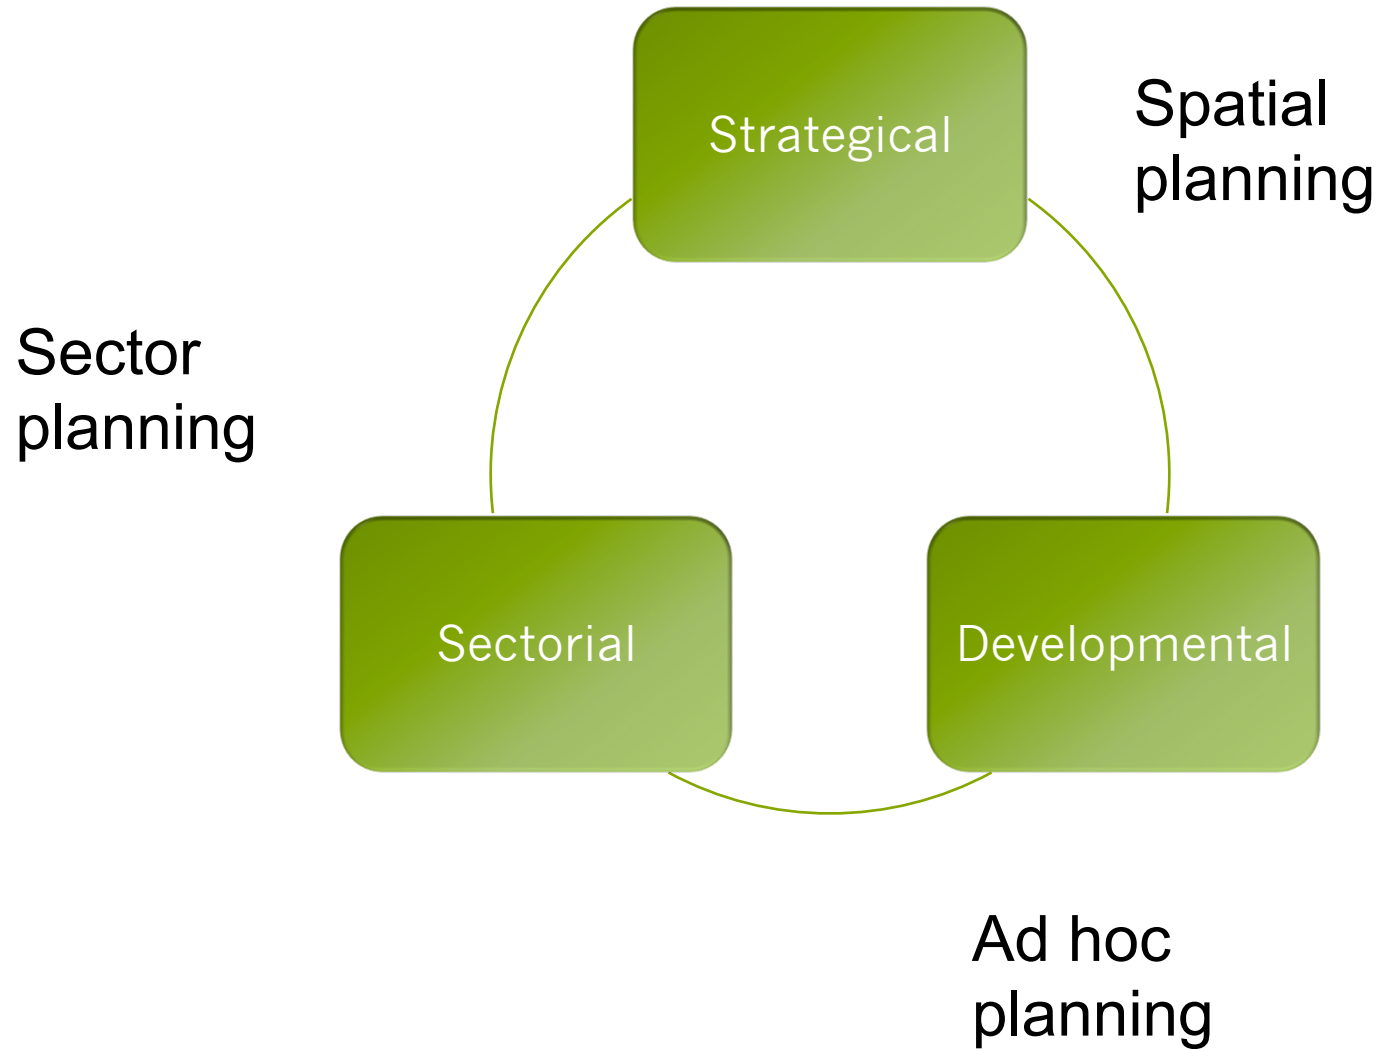 Strategical
Spatial
planning
Sector
planning
Sectorial
Developmental
Ad hoc
planning